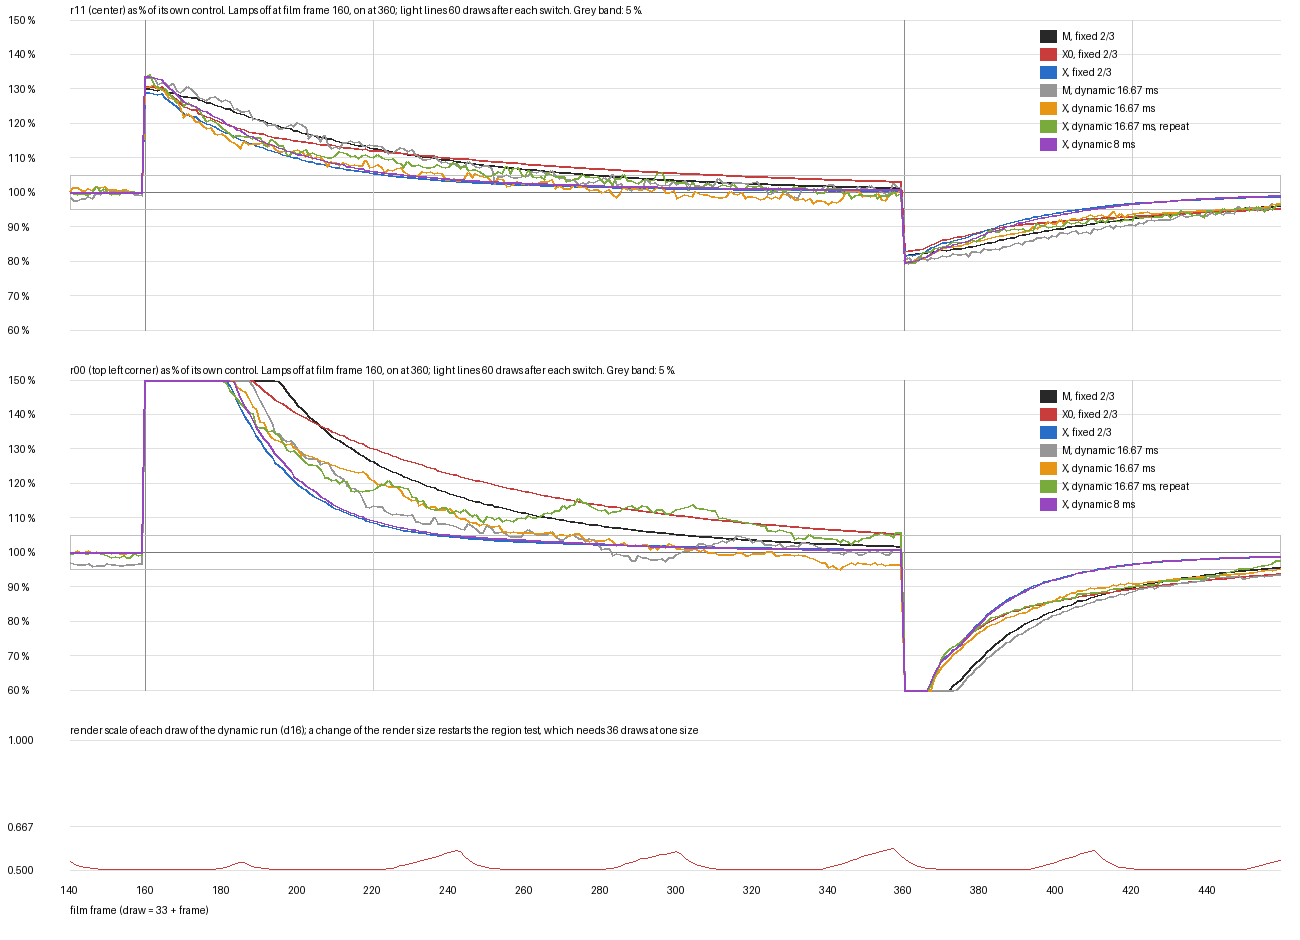 r11 (center) as % of its own control. Lamps off at film frame 160, on at 360; light lines 60 draws after each switch. Grey band: 5 %.
150 %
140 %
130 %
120 %
110 %
100 %
90 %
80 %
70 %
60 %
M, fixed 2/3
X0, fixed 2/3
X, fixed 2/3
M, dynamic 16.67 ms
X, dynamic 16.67 ms
X, dynamic 16.67 ms, repeat
X, dynamic 8 ms
r00 (top left corner) as % of its own control. Lamps off at film frame 160, on at 360; light lines 60 draws after each switch. Grey band: 5 %.
150 %
140 %
130 %
120 %
110 %
100 %
90 %
80 %
70 %
60 %
M, fixed 2/3
X0, fixed 2/3
X, fixed 2/3
M, dynamic 16.67 ms
X, dynamic 16.67 ms
X, dynamic 16.67 ms, repeat
X, dynamic 8 ms
render scale of each draw of the dynamic run (d16); a change of the render size restarts the region test, which needs 36 draws at one size
1.000
0.667
0.500
140 160 180 200 220 240 260 280 300 320 340 360 380 400 420 440
film frame (draw = 33 + frame)